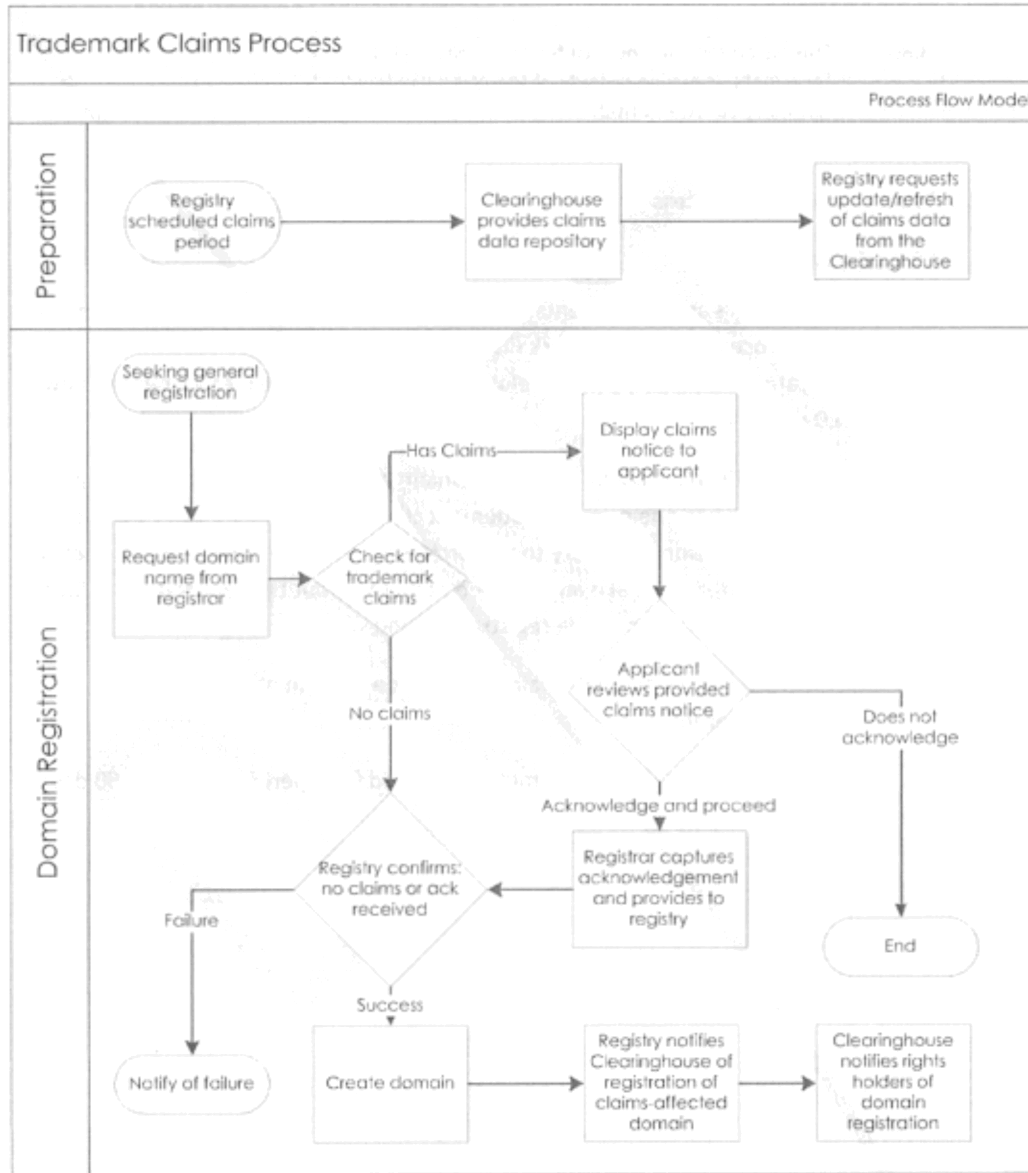 Trademark Claims Process
Process Flow Mode
Preparation
Registry
scheduled claims
period
Clearinghouse
provides claims
data repository
Registry requests
update/refresh
of claims data
from the
Clearinghouse
Domain Registration
Seeking general
registration
Request domain
name from
registrar
Check for
trademark
claims
Has Claims
Display claims
notice to
applicant
No claims
Applicant
reviews provided
claims notice
Does not
acknowledge
Acknowledge and proceed
Registrar captures
acknowledgement
and provides to
registry
Registry confirms:
no claims or ack
received
Failure
End
Success
Notify of failure
Create domain
Registry notifies
Clearinghouse of
registration of
claims-affected
domain
Clearinghouse
notifies rights
holders of
domain
registration